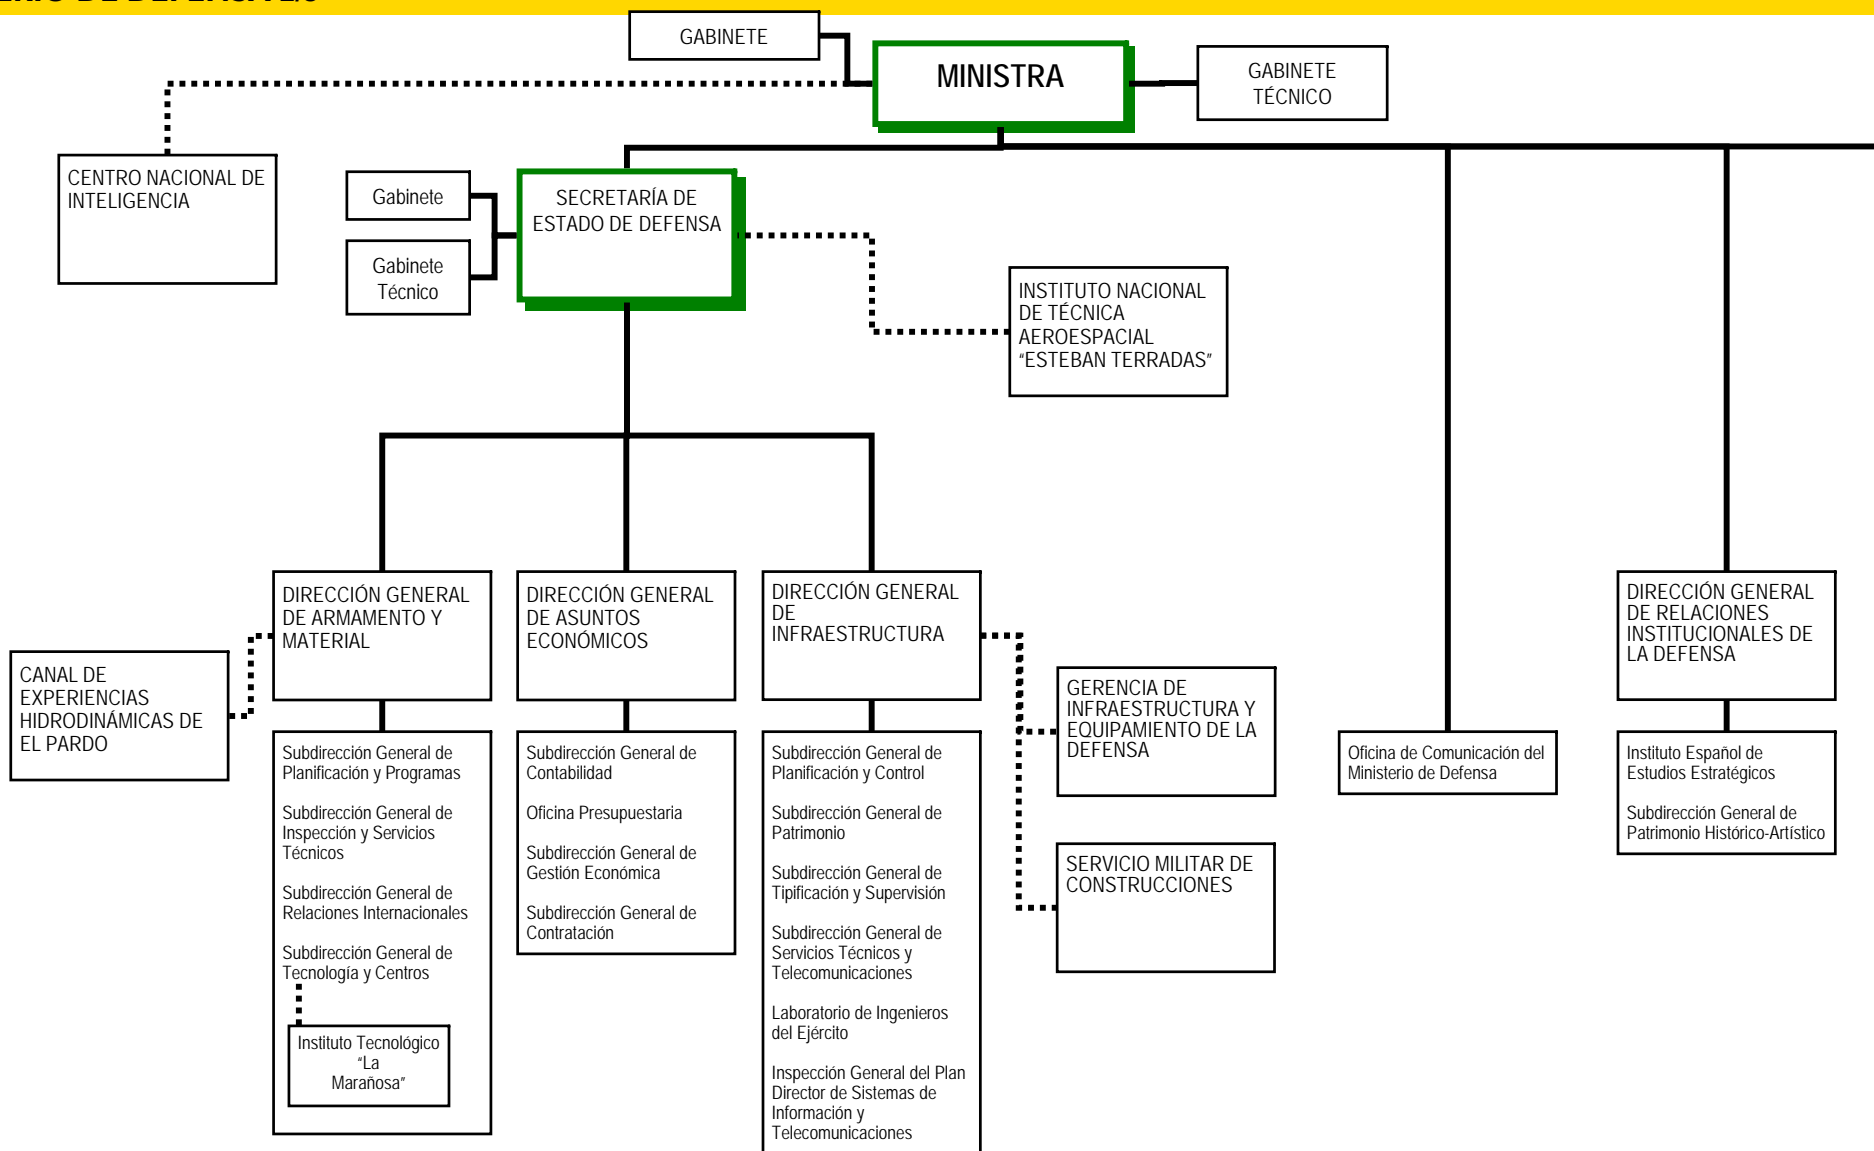 GABINETE
MINISTRA
GABINETE
TÉCNICO
CENTRO NACIONAL DE
INTELIGENCIA
Gabinete
Gabinete
Técnico
SECRETARÍA DE
ESTADO DE DEFENSA
INSTITUTO NACIONAL
DE TÉCNICA
AEROESPACIAL
“ESTEBAN TERRADAS”
DIRECCIÓN GENERAL
DE ARMAMENTO Y
MATERIAL
DIRECCIÓN GENERAL
DE ASUNTOS
ECONÓMICOS
DIRECCIÓN GENERAL
DE
INFRAESTRUCTURA
DIRECCIÓN GENERAL
DE RELACIONES
INSTITUCIONALES DE
LA DEFENSA
CANAL DE
EXPERIENCIAS
HIDRODINÁMICAS DE
EL PARDO
GERENCIA DE
INFRAESTRUCTURA Y
EQUIPAMIENTO DE LA
DEFENSA
SERVICIO MILITAR DE
CONSTRUCCIONES
Subdirección General de
Planificación y Programas
Subdirección General de
Inspección y Servicios
Técnicos
Subdirección General de
Relaciones Internacionales
Subdirección General de
Tecnología y Centros
Instituto Tecnológico
“La
Marañosa”
Subdirección General de
Contabilidad
Oficina Presupuestaria
Subdirección General de
Gestión Económica
Subdirección General de
Contratación
Subdirección General de
Planificación y Control
Subdirección General de
Patrimonio
Subdirección General de
Tipificación y Supervisión
Subdirección General de
Servicios Técnicos y
Telecomunicaciones
Laboratorio de Ingenieros
del Ejército
Inspección General del Plan
Director de Sistemas de
Información y
Telecomunicaciones
Oficina de Comunicación del
Ministerio de Defensa
Instituto Español de
Estudios Estratégicos
Subdirección General de
Patrimonio Histórico-Artístico